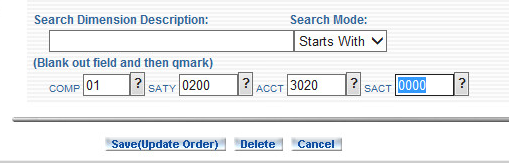 Search Dimension Description: Search Mode:
Starts With
(Blank out field and then qmark)
COMP 01 ? SATY 0200 ? ACCT 3020 ? SACT 0000 ?
Save(Update Order) Delete Cancel